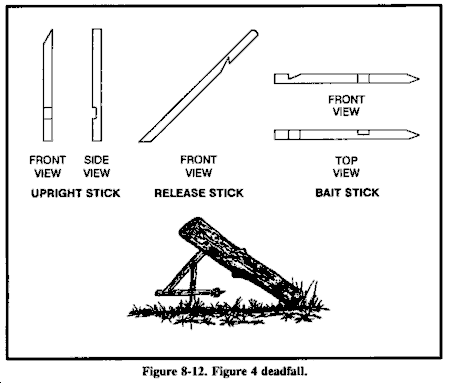 FRONT VIEW
SIDE VIEW
UPRIGHT STICK
FRONT VIEW
RELEASE STICK
FRONT VIEW
TOP VIEW
BAIT STICK
Figure 8-12. Figure 4 deadfall.